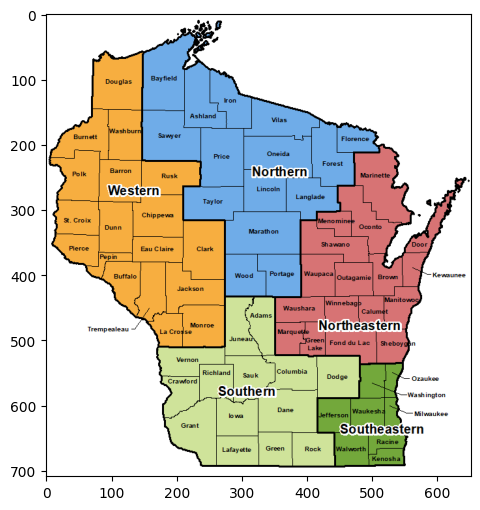 0
100
200
300
400
500
600
700
0
100
200
300
400
500
600
Douglas
Bayfield
Iron
Ashland
Vilas
Burnett
Washburn
Sawyer
Florence
Price
Oneida
Forest
Polk
Barron
Rusk
Northern
Marinette
Western
Lincoln
Langlade
Taylor
St. Croix
Chippewa
Menominee
Oconto
Dunn
Marathon
Pierce
Eau Claire
Clark
Shawano
Door
Pepin
Buffalo
Wood
Portage
Waupaca
Outagamie
Brown
Kewaunee
Jackson
Trempealeau
La Crosse
Monroe
Adams
Juneau
Waushara
Winnebago
Calumet
Manitowoc
Northeastern
Marquette
Green
Lake
Fond du Lac
Sheboygan
Vernon
Crawford
Richland
Sauk
Columbia
Dodge
Ozaukee
Southern
Washington
Grant
Iowa
Dane
Jefferson
Waukesha
Milwaukee
Southeastern
Lafayette
Green
Rock
Walworth
Racine
Kenosha